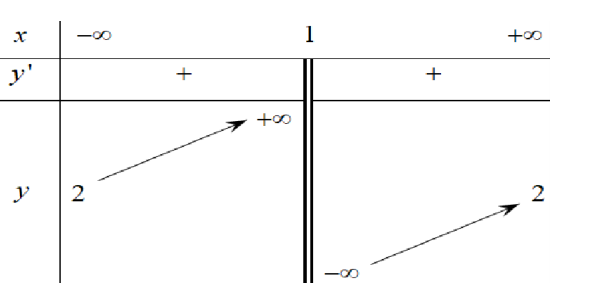 x −∞ 1 +∞
y' + +
+∞
y 2 2
−∞